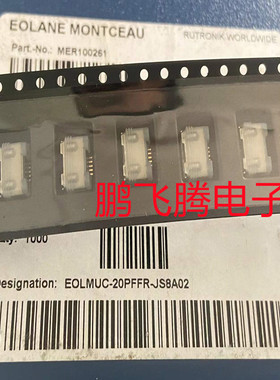 EOLANE MONTCEAU
RUTRONIK WORLDWIDE
Part.-No.: MER100261
鹏飞腾电子
Qty: 1000
Designation: EOLMUC-20PFFR-JS8A02